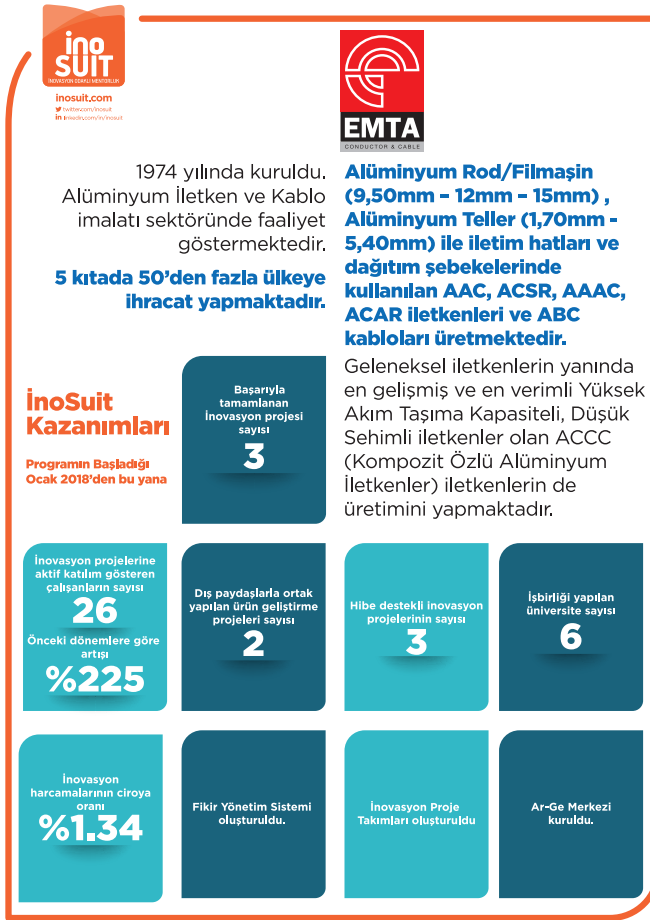 ino
SUIT
İNOVASYON ODAKLI MENTORLUK
inosuit.com
twitter.com/inosuit
in linkedin.com/in/inosuit
EMTA
CONDUCTOR & CABLE
1974 yılında kuruldu.
Alüminyum İletken ve Kablo
imalatı sektöründe faaliyet
göstermektedir.
5 kıtada 50’den fazla ülkeye
ihracat yapmaktadır.
Alüminyum Rod/Filmaşin
(9,50mm – 12mm – 15mm) ,
Alüminyum Teller (1,70mm -
5,40mm) ile iletim hatları ve
dağıtım şebekelerinde
kullanılan AAC, ACSR, AAAC,
ACAR iletkenleri ve ABC
kabloları üretmektedir.
Geleneksel iletkenlerin yanında
en gelişmiş ve en verimli Yüksek
Akım Taşıma Kapasiteli, Düşük
Sehimli iletkenler olan ACCC
(Kompozit Özlü Alüminyum
İletkenler) iletkenlerin de
üretimini yapmaktadır.
İnoSuit
Kazanımları
Programın Başladığı
Ocak 2018’den bu yana
Başarıyla
tamamlanan
İnovasyon projesi
sayısı
3
İnovasyon projelerine
aktif katılım gösteren
çalışanların sayısı
26
Önceki dönemlere göre
artışı
%225
Dış paydaşlarla ortak
yapılan ürün geliştirme
projeleri sayısı
2
Hibe destekli inovasyon
projelerinin sayısı
3
İşbirliği yapılan
üniversite sayısı
6
İnovasyon
harcamalarının ciroya
oranı
%1.34
Fikir Yönetim Sistemi
oluşturuldu.
İnovasyon Proje
Takımları oluşturuldu
Ar-Ge Merkezi
kuruldu.